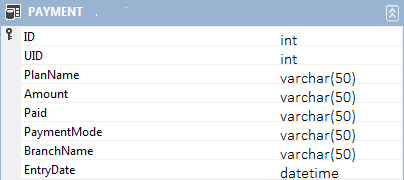 PAYMENT
ID int
UID int
PlanName varchar(50)
Amount varchar(50)
Paid varchar(50)
PaymentMode varchar(50)
BranchName varchar(50)
EntryDate datetime